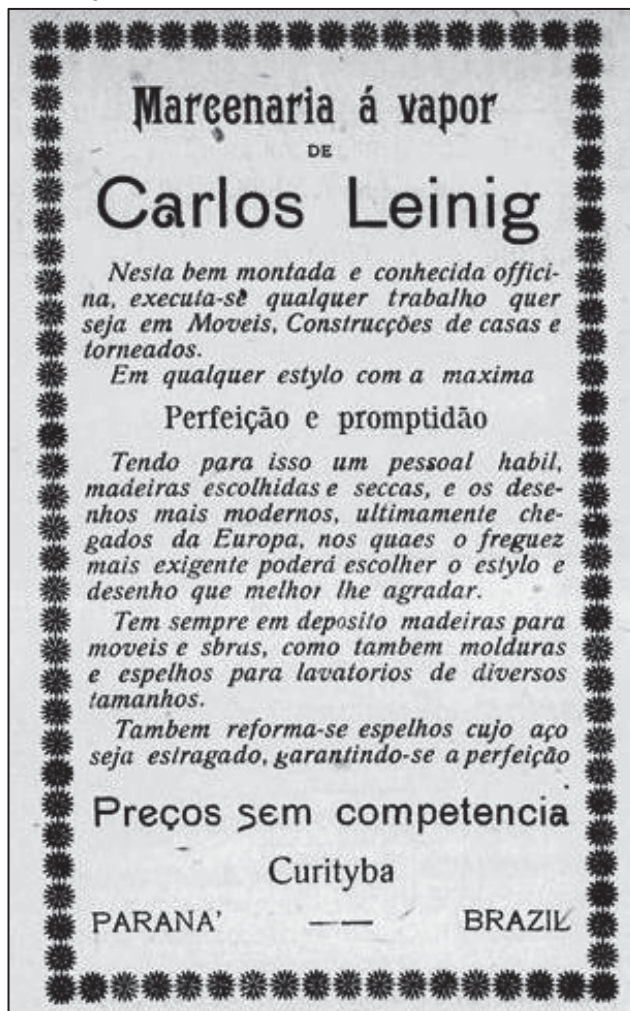 Marcenaria á vapor
DE
Carlos Leinig
Nesta bem montada e conhecida offici-
na, executa-se qualquer trabalho quer
seja em Moveis, Construcções de casas e
torneados.
Em qualquer estylo com a maxima
Perfeição e promptidão
Tendo para isso um pessoal habil,
madeiras escolhidas e seccas, e os dese-
nhos mais modernos, ultimamente che-
gados da Europa, nos quaes o freguez
mais exigente poderá escolher o estylo e
desenho que melhor lhe agradar.
Tem sempre em deposito madeiras para
moveis e sbras, como tambem molduras
e espelhos para lavatorios de diversos
tamanhos.
Tambem reforma-se espelhos cujo aço
seja estragado, garantindo-se a perfeição
Preços sem competencia
Curityba
PARANA' —— BRAZIL